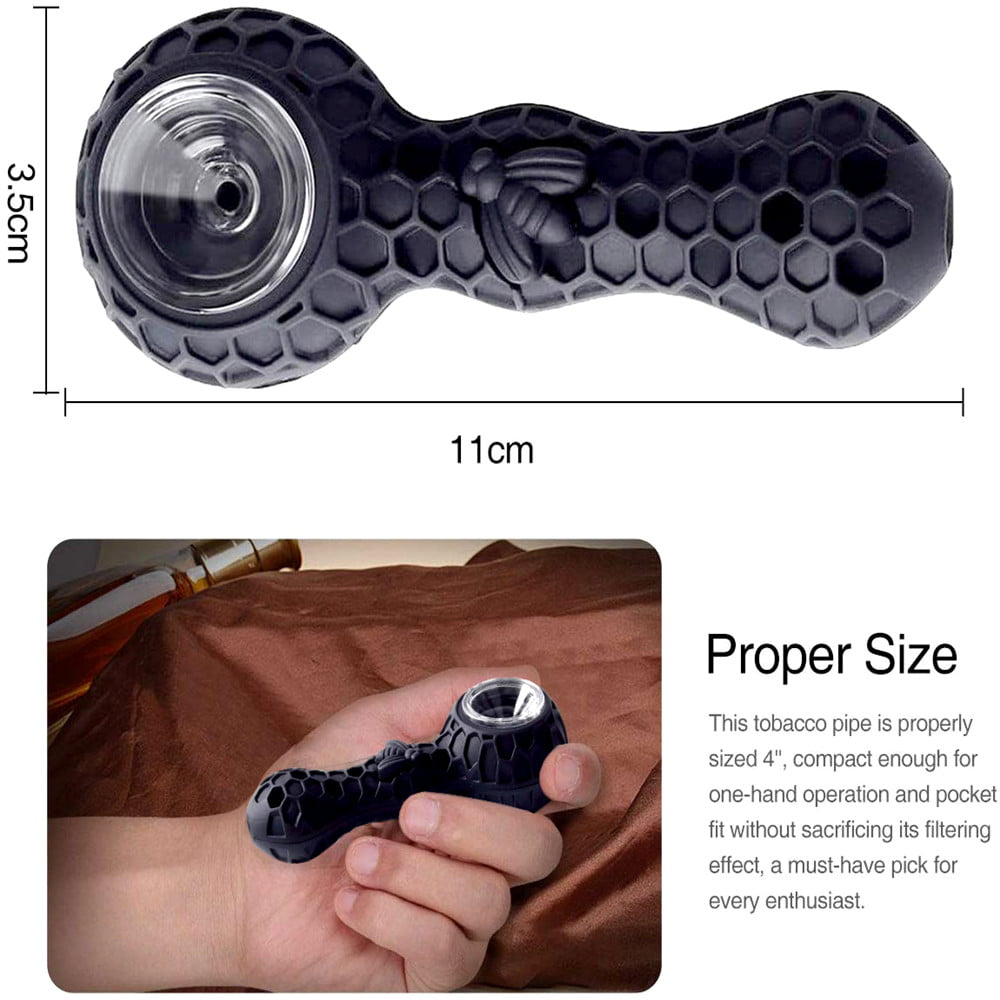 3.5cm
11cm
Proper Size
This tobacco pipe is properly
sized 4", compact enough for
one-hand operation and pocket
fit without sacrificing its filtering
effect, a must-have pick for
every enthusiast.